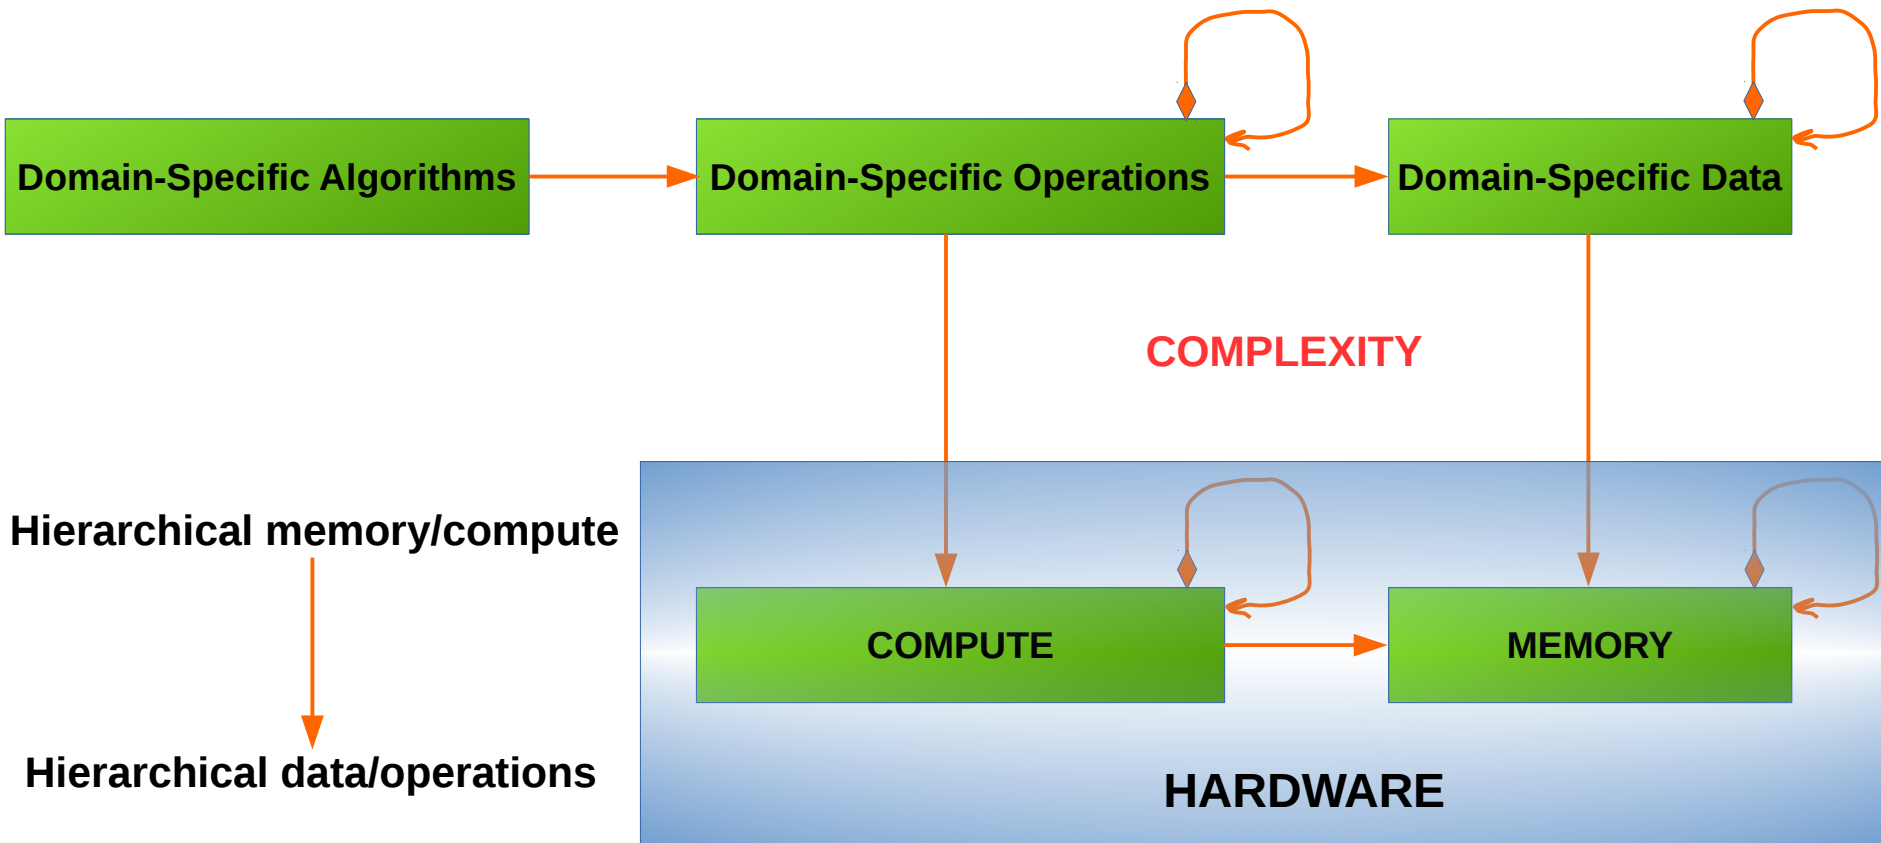 Domain-Specific Algorithms
Domain-Specific Operations
Domain-Specific Data
COMPLEXITY
Hierarchical memory/compute
COMPUTE
MEMORY
Hierarchical data/operations
HARDWARE